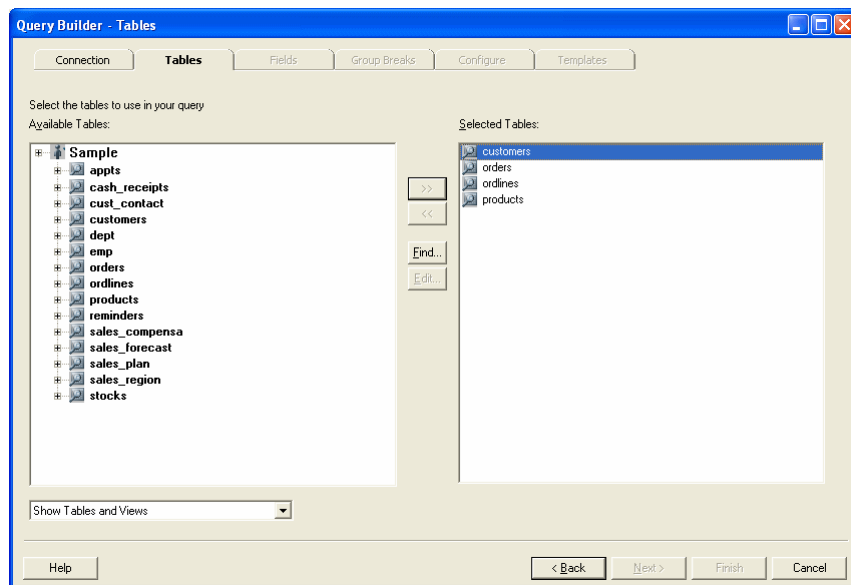 Query Builder - Tables
Connection
Tables
Fields
Group Breaks
Configure
Templates
Select the tables to use in your query
Available Tables:
Selected Tables:
Sample
appts
cash_receipts
cust_contact
customers
dept
emp
orders
ordlines
products
reminders
sales_compensa
sales_forecast
sales_plan
sales_region
stocks
>>
<<
Find...
Edit...
customers
orders
ordlines
products
Show Tables and Views
Help
< Back
Next >
Finish
Cancel